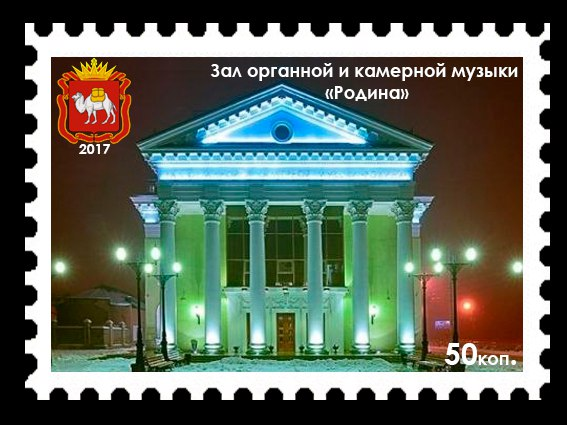 Зал органной и камерной музыки
«Родина»
2017
50коп.